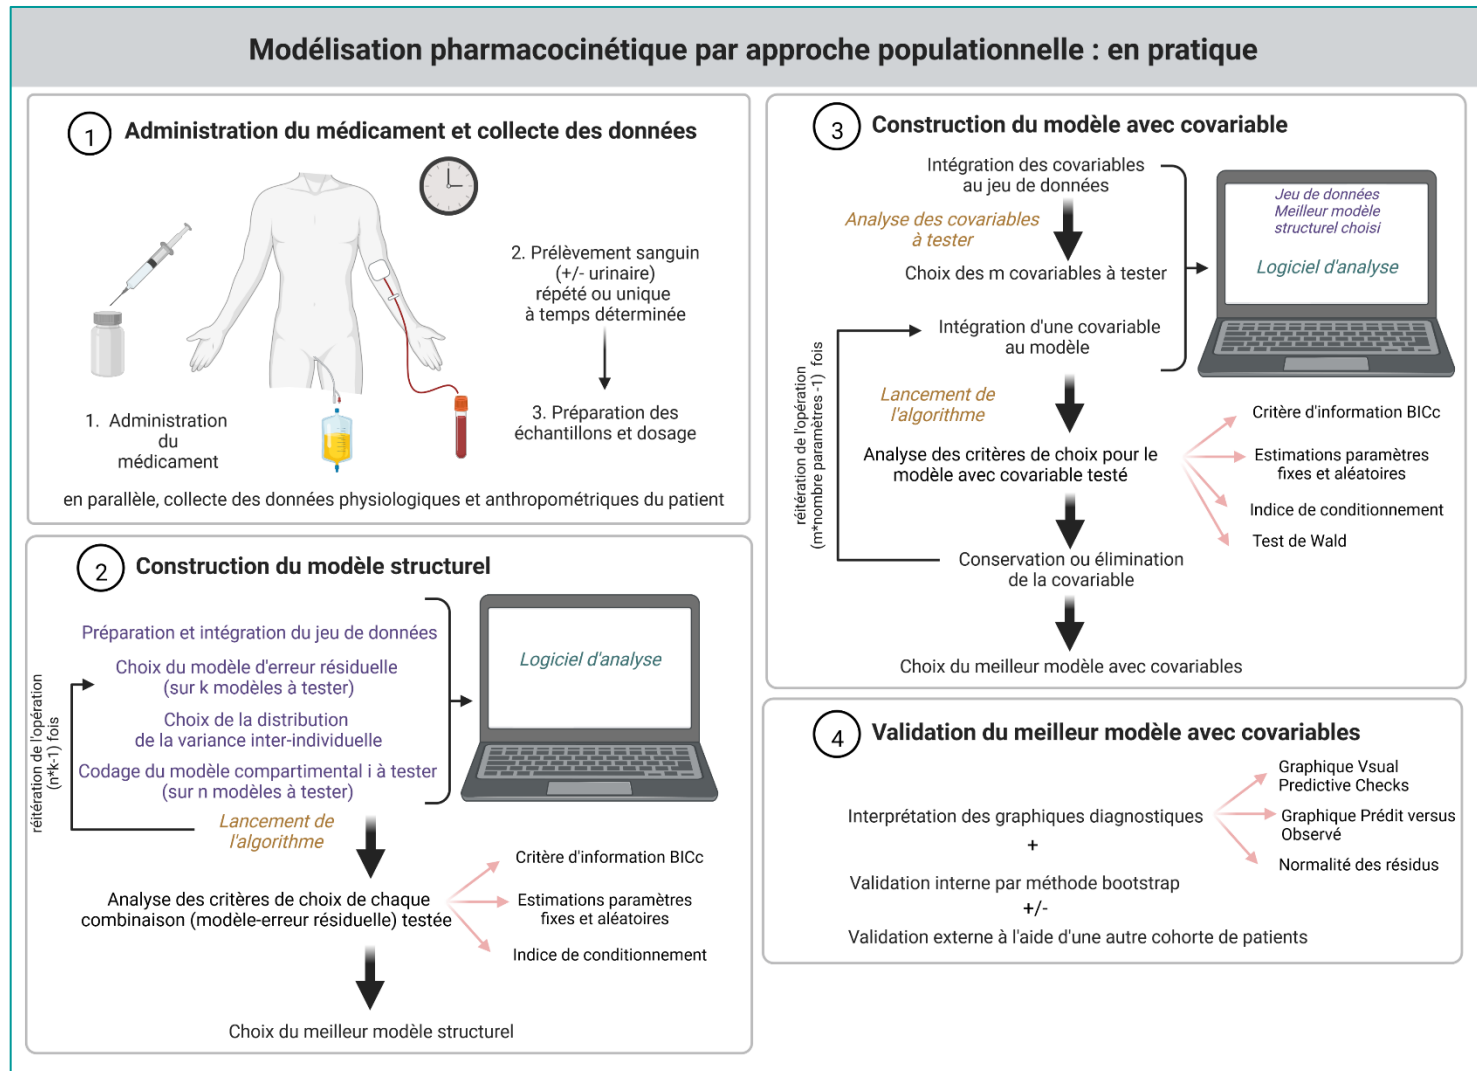 Modélisation pharmacocinétique par approche populationnelle : en pratique
1
Administration du médicament et collecte des données
2. Prélèvement sanguin
(+/- urinaire)
répété ou unique
à temps déterminée
3. Préparation des
échantillons et dosage
1. Administration
du
médicament
en parallèle, collecte des données physiologiques et anthropométriques du patient
2
Construction du modèle structurel
Préparation et intégration du jeu de données
Choix du modèle d'erreur résiduelle
(sur k modèles à tester)
Choix de la distribution
de la variance inter-individuelle
Codage du modèle compartimental i à tester
(sur n modèles à tester)
Lancement de
l'algorithme
réitération de l'opération
(n*k-1) fois
Logiciel d'analyse
Analyse des critères de choix de chaque
combinaison (modèle-erreur résiduelle) testée
Critère d'information BICc
Estimations paramètres
fixes et aléatoires
Indice de conditionnement
Choix du meilleur modèle structurel
3
Construction du modèle avec covariable
Intégration des covariables
au jeu de données
Analyse des covariables
à tester
Choix des m covariables à tester
Jeu de données
Meilleur modèle
structurel choisi
Logiciel d'analyse
Intégration d'une covariable
au modèle
Lancement de
l'algorithme
réitération de l'opération
(m*nombre paramètres -1) fois
Analyse des critères de choix pour le
modèle avec covariable testé
Critère d'information BICc
Estimations paramètres
fixes et aléatoires
Indice de conditionnement
Test de Wald
Conservation ou élimination
de la covariable
Choix du meilleur modèle avec covariables
4
Validation du meilleur modèle avec covariables
Interprétation des graphiques diagnostiques
Graphique Vsual
Predictive Checks
Graphique Prédit versus
Observé
Normalité des résidus
+
Validation interne par méthode bootstrap
+/-
Validation externe à l'aide d'une autre cohorte de patients